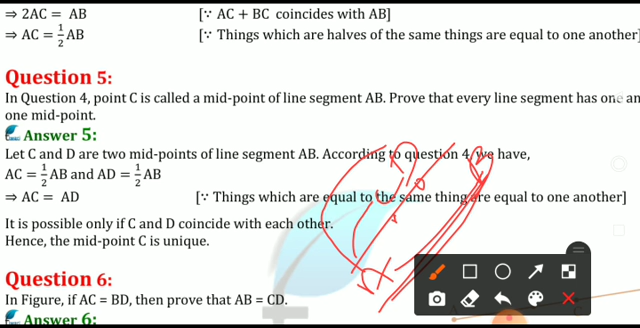 ⇒ 2AC = AB [∵ AC + BC coincides with AB]
⇒ AC = 1/2 AB [∵ Things which are halves of the same things are equal to one another]
Question 5:
In Question 4, point C is called a mid-point of line segment AB. Prove that every line segment has one an
one mid-point.
Answer 5:
Let C and D are two mid-points of line segment AB. According to question 4, we have,
AC = 1/2 AB and AD = 1/2 AB
⇒ AC = AD [∵ Things which are equal to the same thing are equal to one another]
It is possible only if C and D coincide with each other.
Hence, the mid-point C is unique.
Question 6:
In Figure, if AC = BD, then prove that AB = CD.
Answer 6: